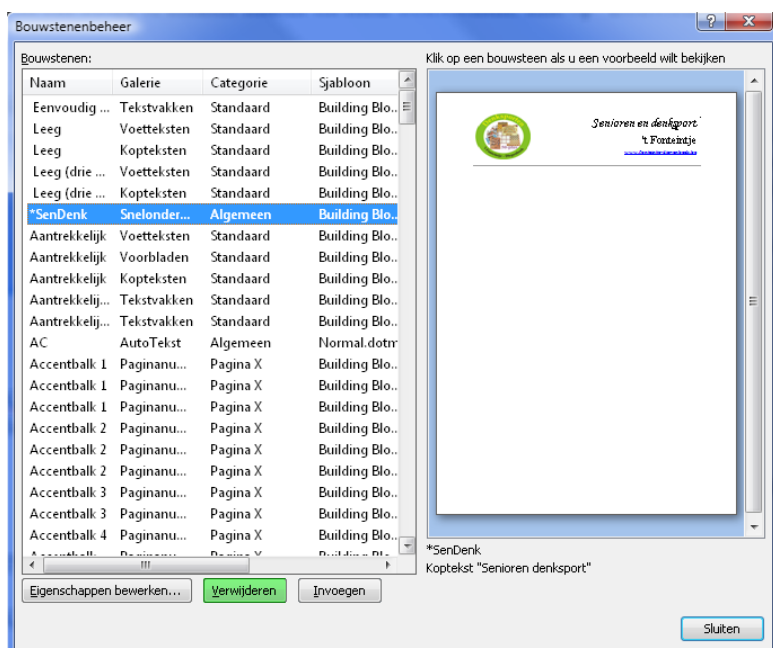 Bouwstenenbeheer
Bouwstenen:
Klik op een bouwsteen als u een voorbeeld wilt bekijken
Naam Galerie Categorie Sjabloon
Eenvoudig ... Tekstvakken Standaard Building Blo...
Leeg Voetteksten Standaard Building Blo..
Leeg Kopteksten Standaard Building Blo..
Leeg (drie ... Voetteksten Standaard Building Blo..
Leeg (drie ... Kopteksten Standaard Building Blo..
*SenDenk Snelonder... Algemeen Building Blo..
Aantrekkelijk Voetteksten Standaard Building Blo..
Aantrekkelijk Voorbladen Standaard Building Blo..
Aantrekkelijk Kopteksten Standaard Building Blo..
Aantrekkelij... Tekstvakken Standaard Building Blo..
Aantrekkelij... Tekstvakken Standaard Building Blo..
AC AutoTekst Algemeen Normal.dotm
Accentbalk 1 Paginanu... Pagina X Building Blo..
Accentbalk 1 Paginanu... Pagina X Building Blo..
Accentbalk 1 Paginanu... Pagina X Building Blo..
Accentbalk 2 Paginanu... Pagina X Building Blo..
Accentbalk 2 Paginanu... Pagina X Building Blo..
Accentbalk 2 Paginanu... Pagina X Building Blo..
Accentbalk 3 Paginanu... Pagina X Building Blo..
Accentbalk 3 Paginanu... Pagina X Building Blo..
Accentbalk 4 Paginanu... Pagina X Building Blo..
Senioren en denksport
't Fonteintje
*SenDenk
Koptekst "Senioren denksport"
Eigenschappen bewerken... Verwijderen Invoegen
Sluiten